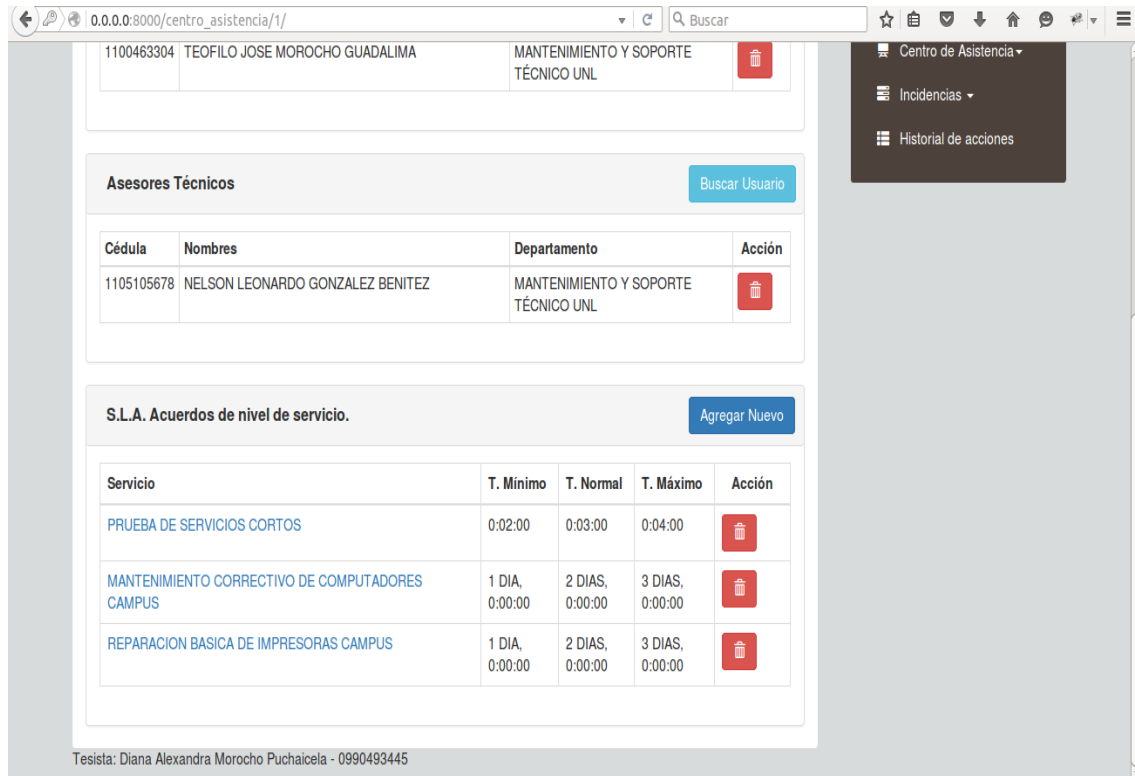 0.0.0.0:8000/centro_asistencia/1/
Buscar
1100463304 TEOFILO JOSE MOROCHO GUADALIMA MANTENIMIENTO Y SOPORTE
TÉCNICO UNL
Centro de Asistencia
Incidencias
Historial de acciones
Asesores Técnicos Buscar Usuario
Cédula Nombres Departamento Acción
1105105678 NELSON LEONARDO GONZALEZ BENITEZ MANTENIMIENTO Y SOPORTE
TÉCNICO UNL
S.L.A. Acuerdos de nivel de servicio. Agregar Nuevo
Servicio T. Mínimo T. Normal T. Máximo Acción
PRUEBA DE SERVICIOS CORTOS 0:02:00 0:03:00 0:04:00
MANTENIMIENTO CORRECTIVO DE COMPUTADORES 1 DIA, 2 DIAS, 3 DIAS,
CAMPUS 0:00:00 0:00:00 0:00:00
REPARACION BASICA DE IMPRESORAS CAMPUS 1 DIA, 2 DIAS, 3 DIAS,
0:00:00 0:00:00 0:00:00
Tesista: Diana Alexandra Morocho Puchaicela - 0990493445